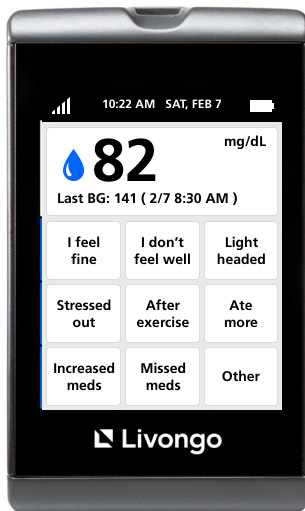 10:22 AM SAT, FEB 7
mg/dL
82
Last BG: 141 ( 2/7 8:30 AM )
I feel
fine
I don't
feel well
Light
headed
Stressed
out
After
exercise
Ate
more
Increased
meds
Missed
meds
Other
Livongo